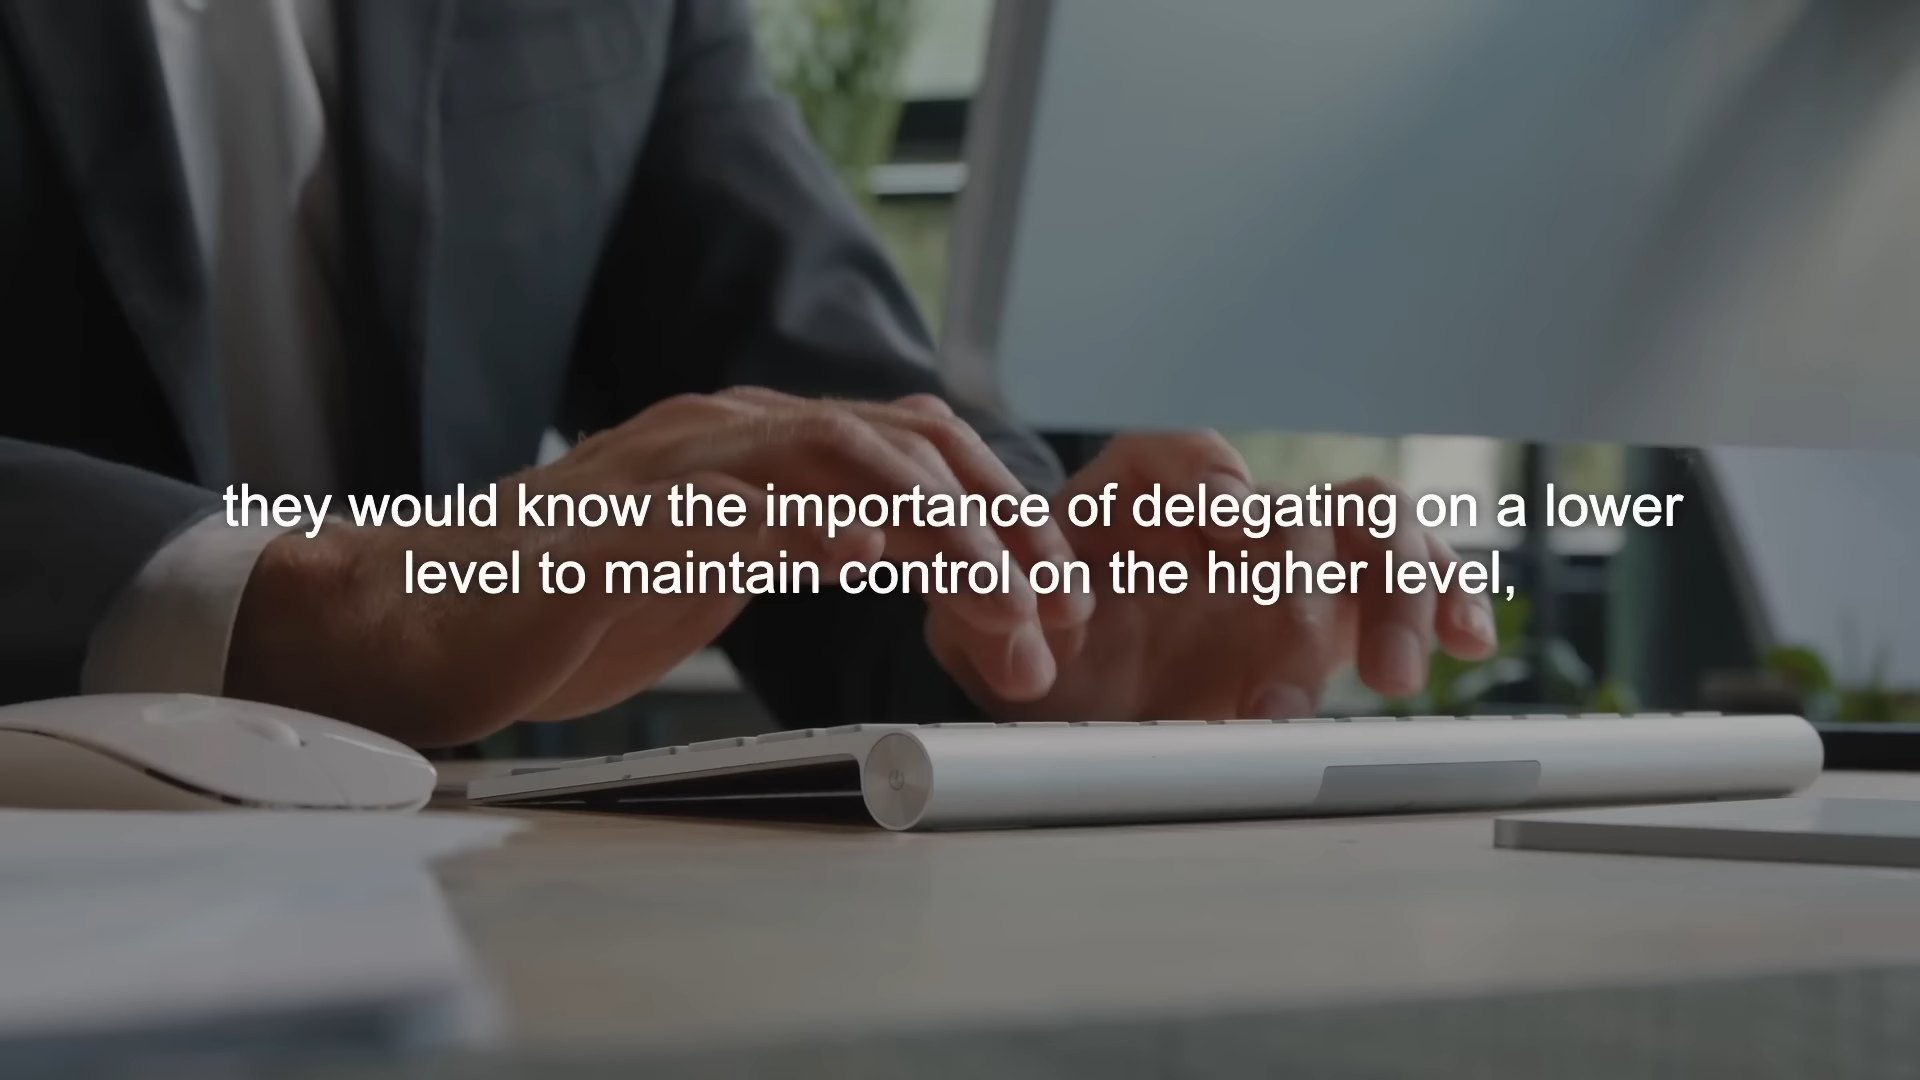 they would know the importance of delegating on a lower
level to maintain control on the higher level,